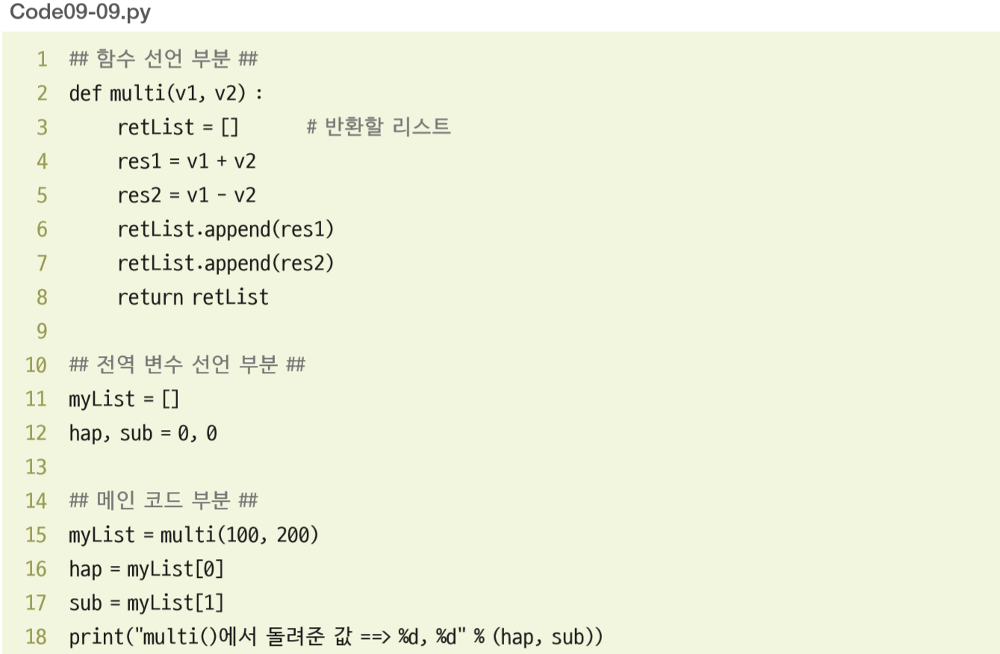 Code09-09.py
1 ## 함수 선언 부분 ##
2 def multi(v1, v2) :
3     retList = []      # 반환할 리스트
4     res1 = v1 + v2
5     res2 = v1 - v2
6     retList.append(res1)
7     retList.append(res2)
8     return retList
9
10 ## 전역 변수 선언 부분 ##
11 myList = []
12 hap, sub = 0, 0
13
14 ## 메인 코드 부분 ##
15 myList = multi(100, 200)
16 hap = myList[0]
17 sub = myList[1]
18 print("multi()에서 돌려준 값 ==> %d, %d" % (hap, sub))